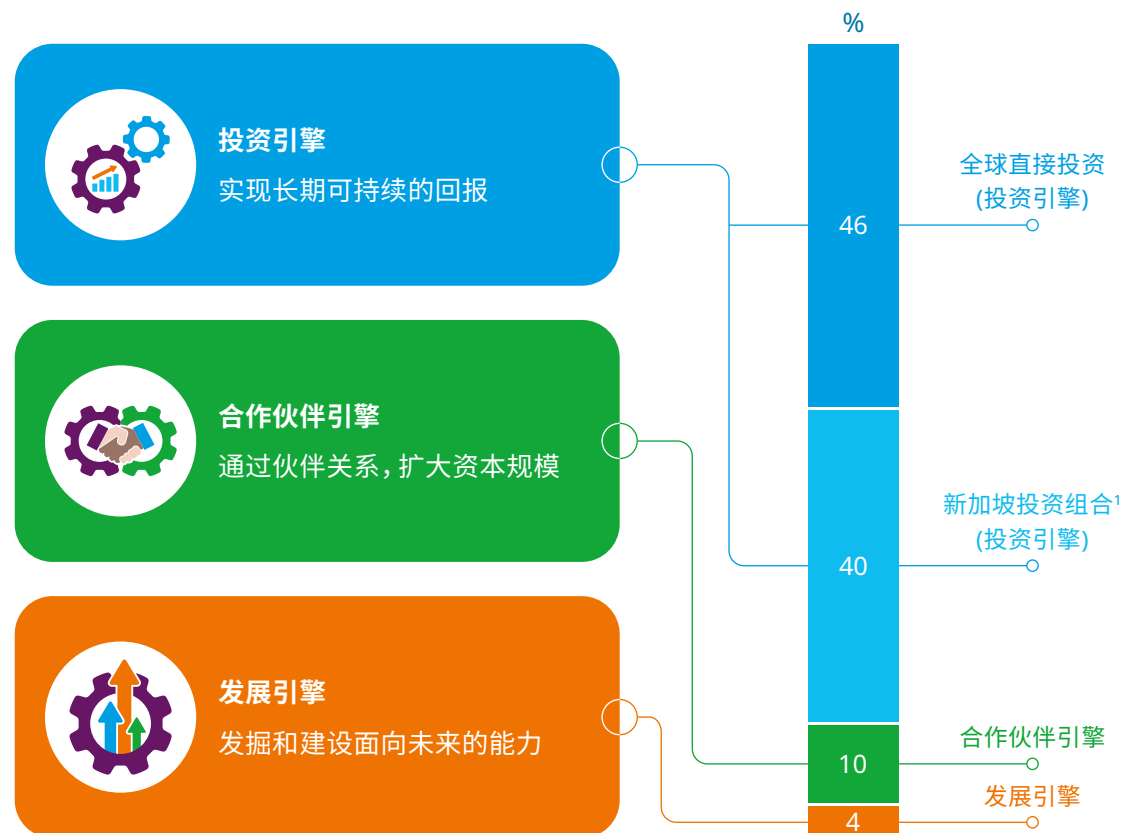 %
投资引擎
实现长期可持续的回报
合作伙伴引擎
通过伙伴关系，扩大资本规模
发展引擎
发掘和建设面向未来的能力
46
40
10
4
全球直接投资
(投资引擎)
新加坡投资组合¹
(投资引擎)
合作伙伴引擎
发展引擎